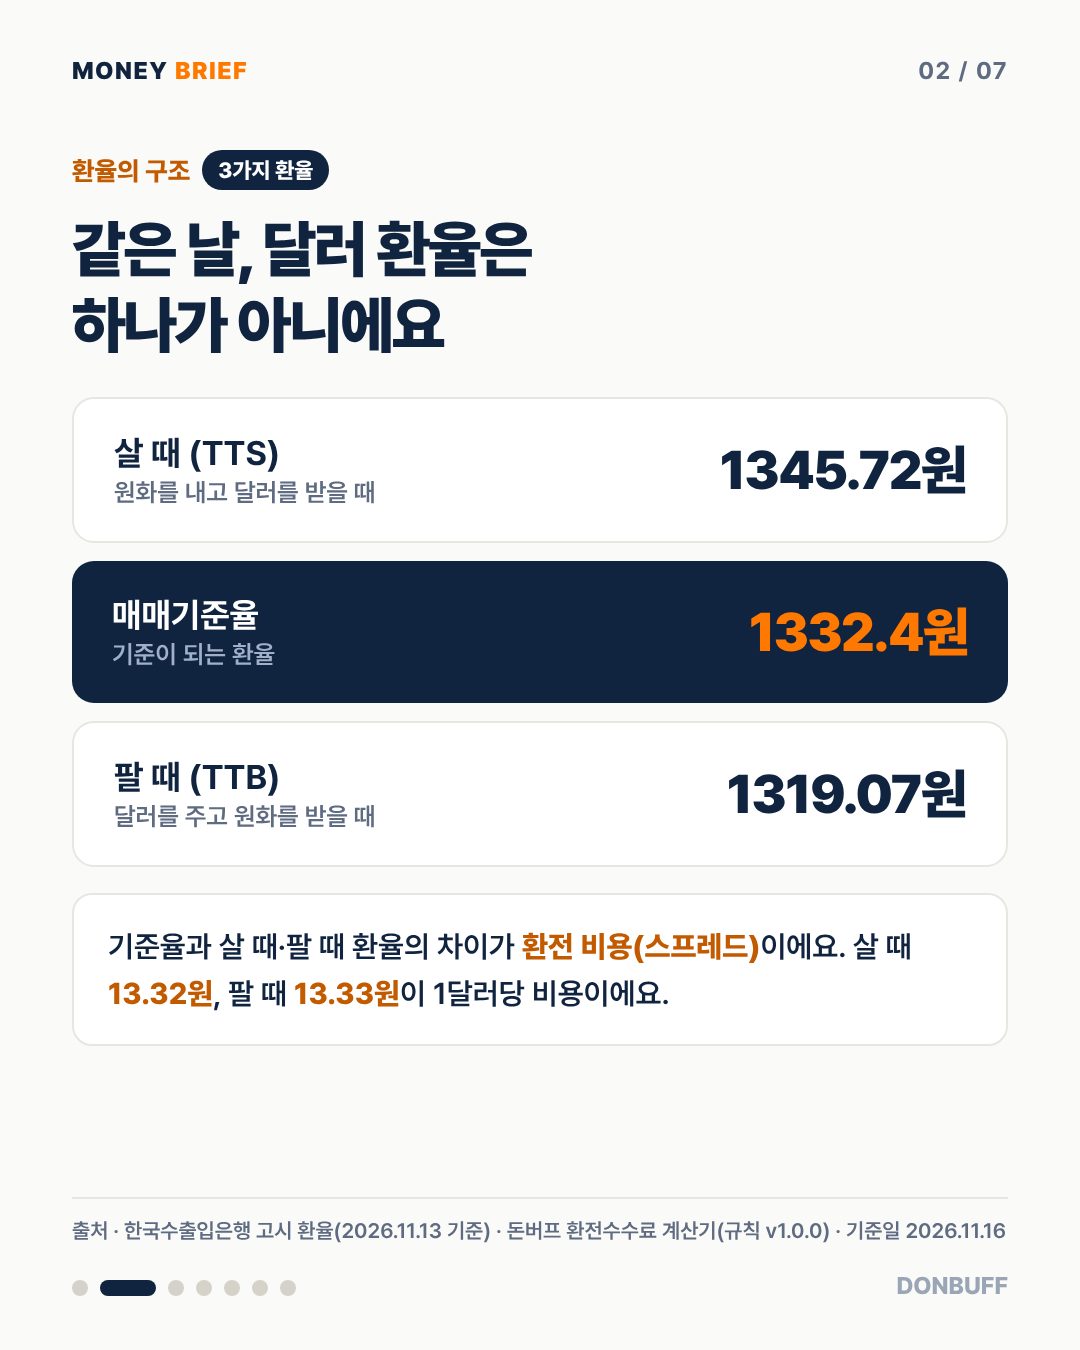 MONEY BRIEF
02 / 07
환율의 구조 3가지 환율
같은 날, 달러 환율은
하나가 아니에요
살 때 (TTS)
원화를 내고 달러를 받을 때
1345.72원
매매기준율
기준이 되는 환율
1332.4원
팔 때 (TTB)
달러를 주고 원화를 받을 때
1319.07원
기준율과 살 때·팔 때 환율의 차이가 환전 비용(스프레드)이에요. 살 때
13.32원, 팔 때 13.33원이 1달러당 비용이에요.
출처 · 한국수출입은행 고시 환율(2026.11.13 기준) · 돈버프 환전수수료 계산기(규칙 v1.0.0) · 기준일 2026.11.16
DONBUFF